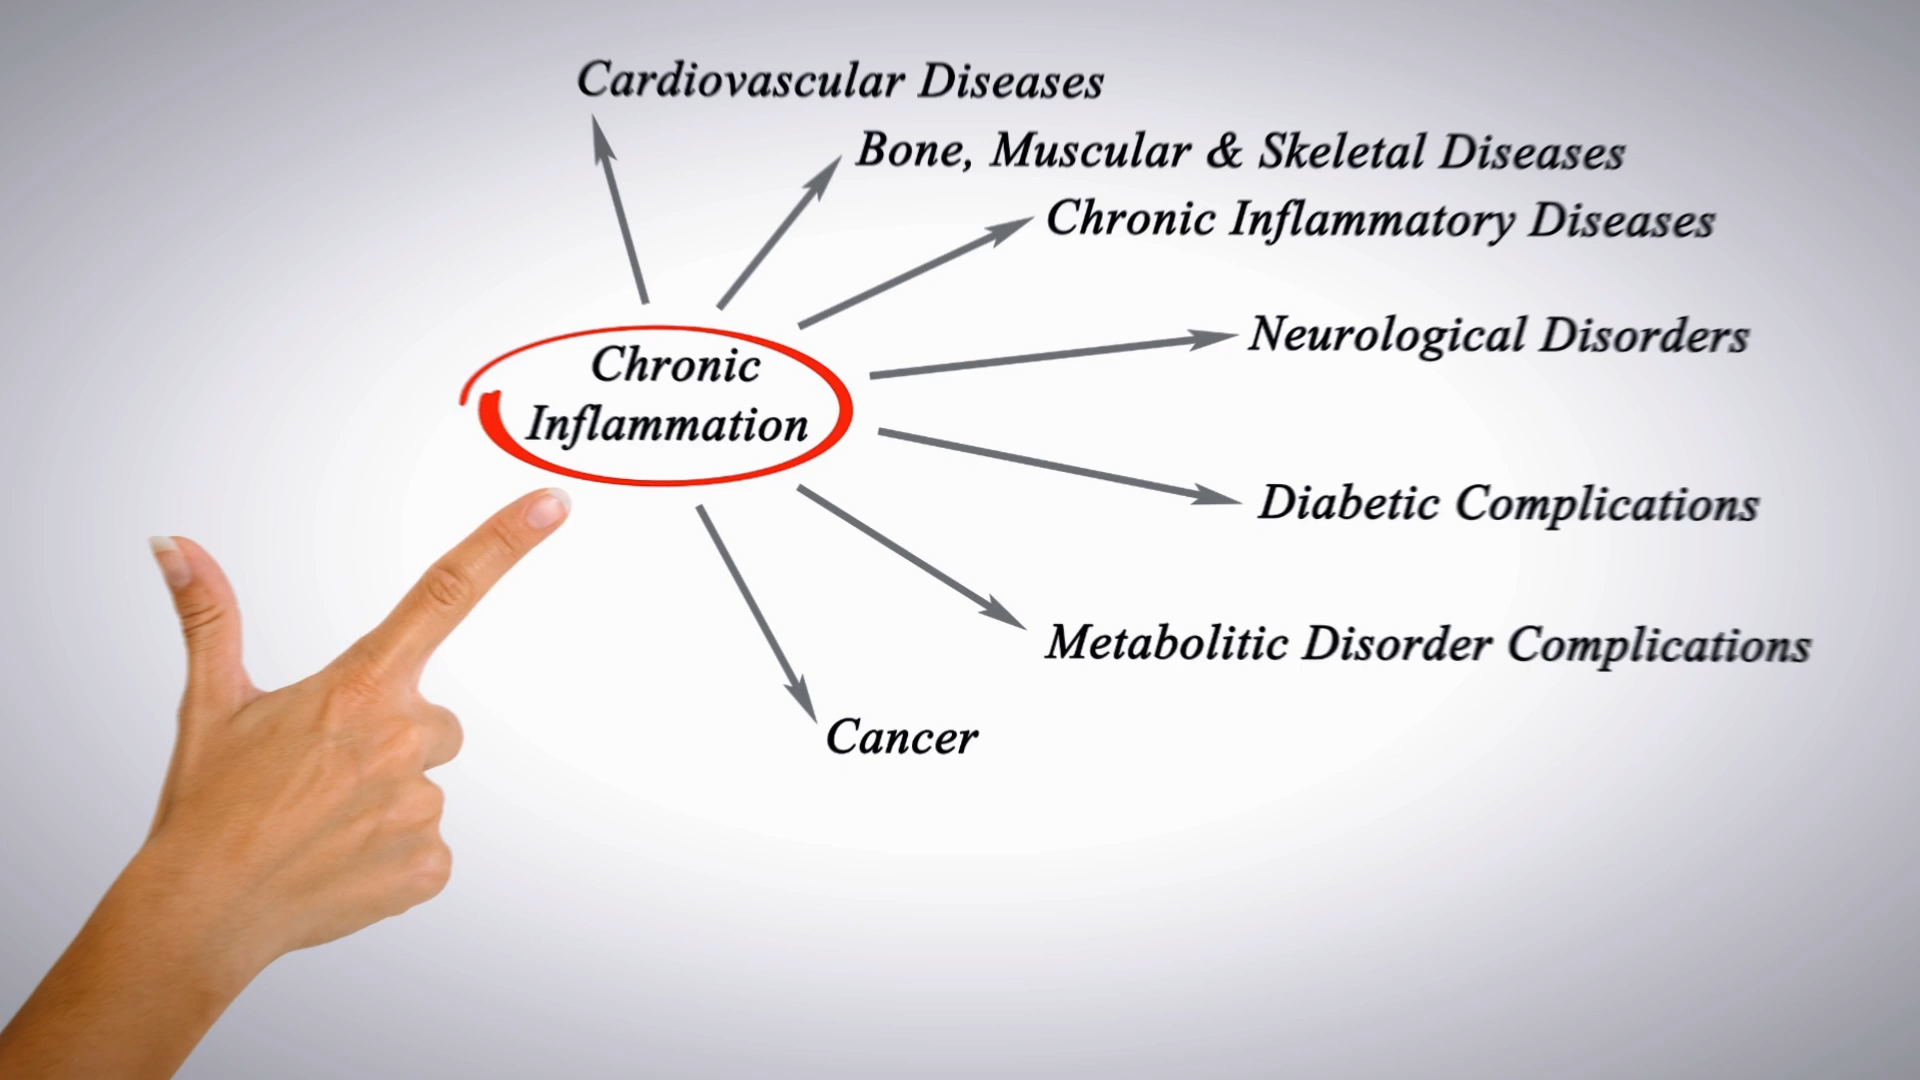 Cardiovascular Diseases
Bone, Muscular & Skeletal Diseases
Chronic Inflammatory Diseases
Neurological Disorders
Chronic
Inflammation
Diabetic Complications
Metabolitic Disorder Complications
Cancer